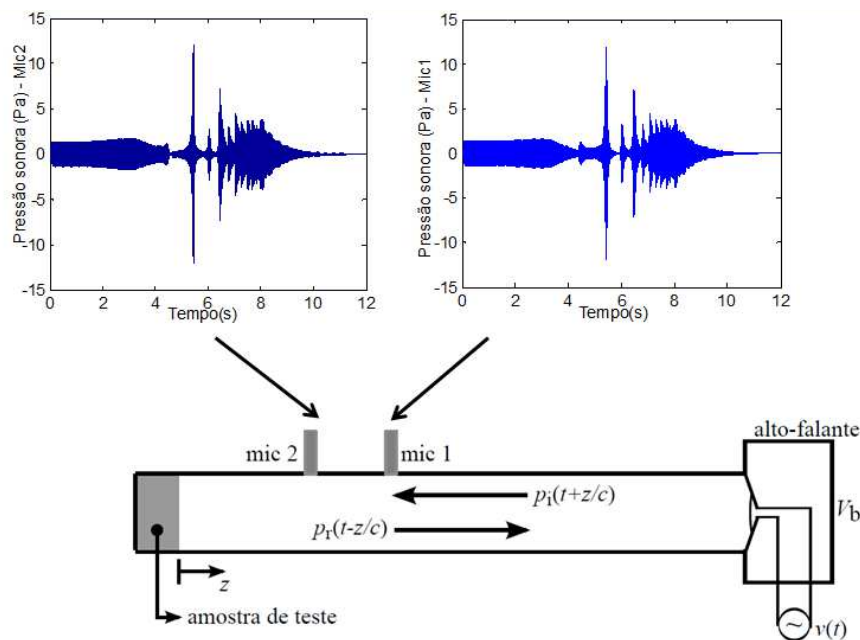 Pressão sonora (Pa) - Mic2
15
10
5
0
-5
-10
-15
0 2 4 6 8 10 12
Tempo(s)
Pressão sonora (Pa) - Mic1
15
10
5
0
-5
-10
-15
0 2 4 6 8 10 12
Tempo(s)
mic 2
mic 1
alto-falante
pi(t+z/c)
pr(t-z/c)
Vb
z
amostra de teste
~
v(t)